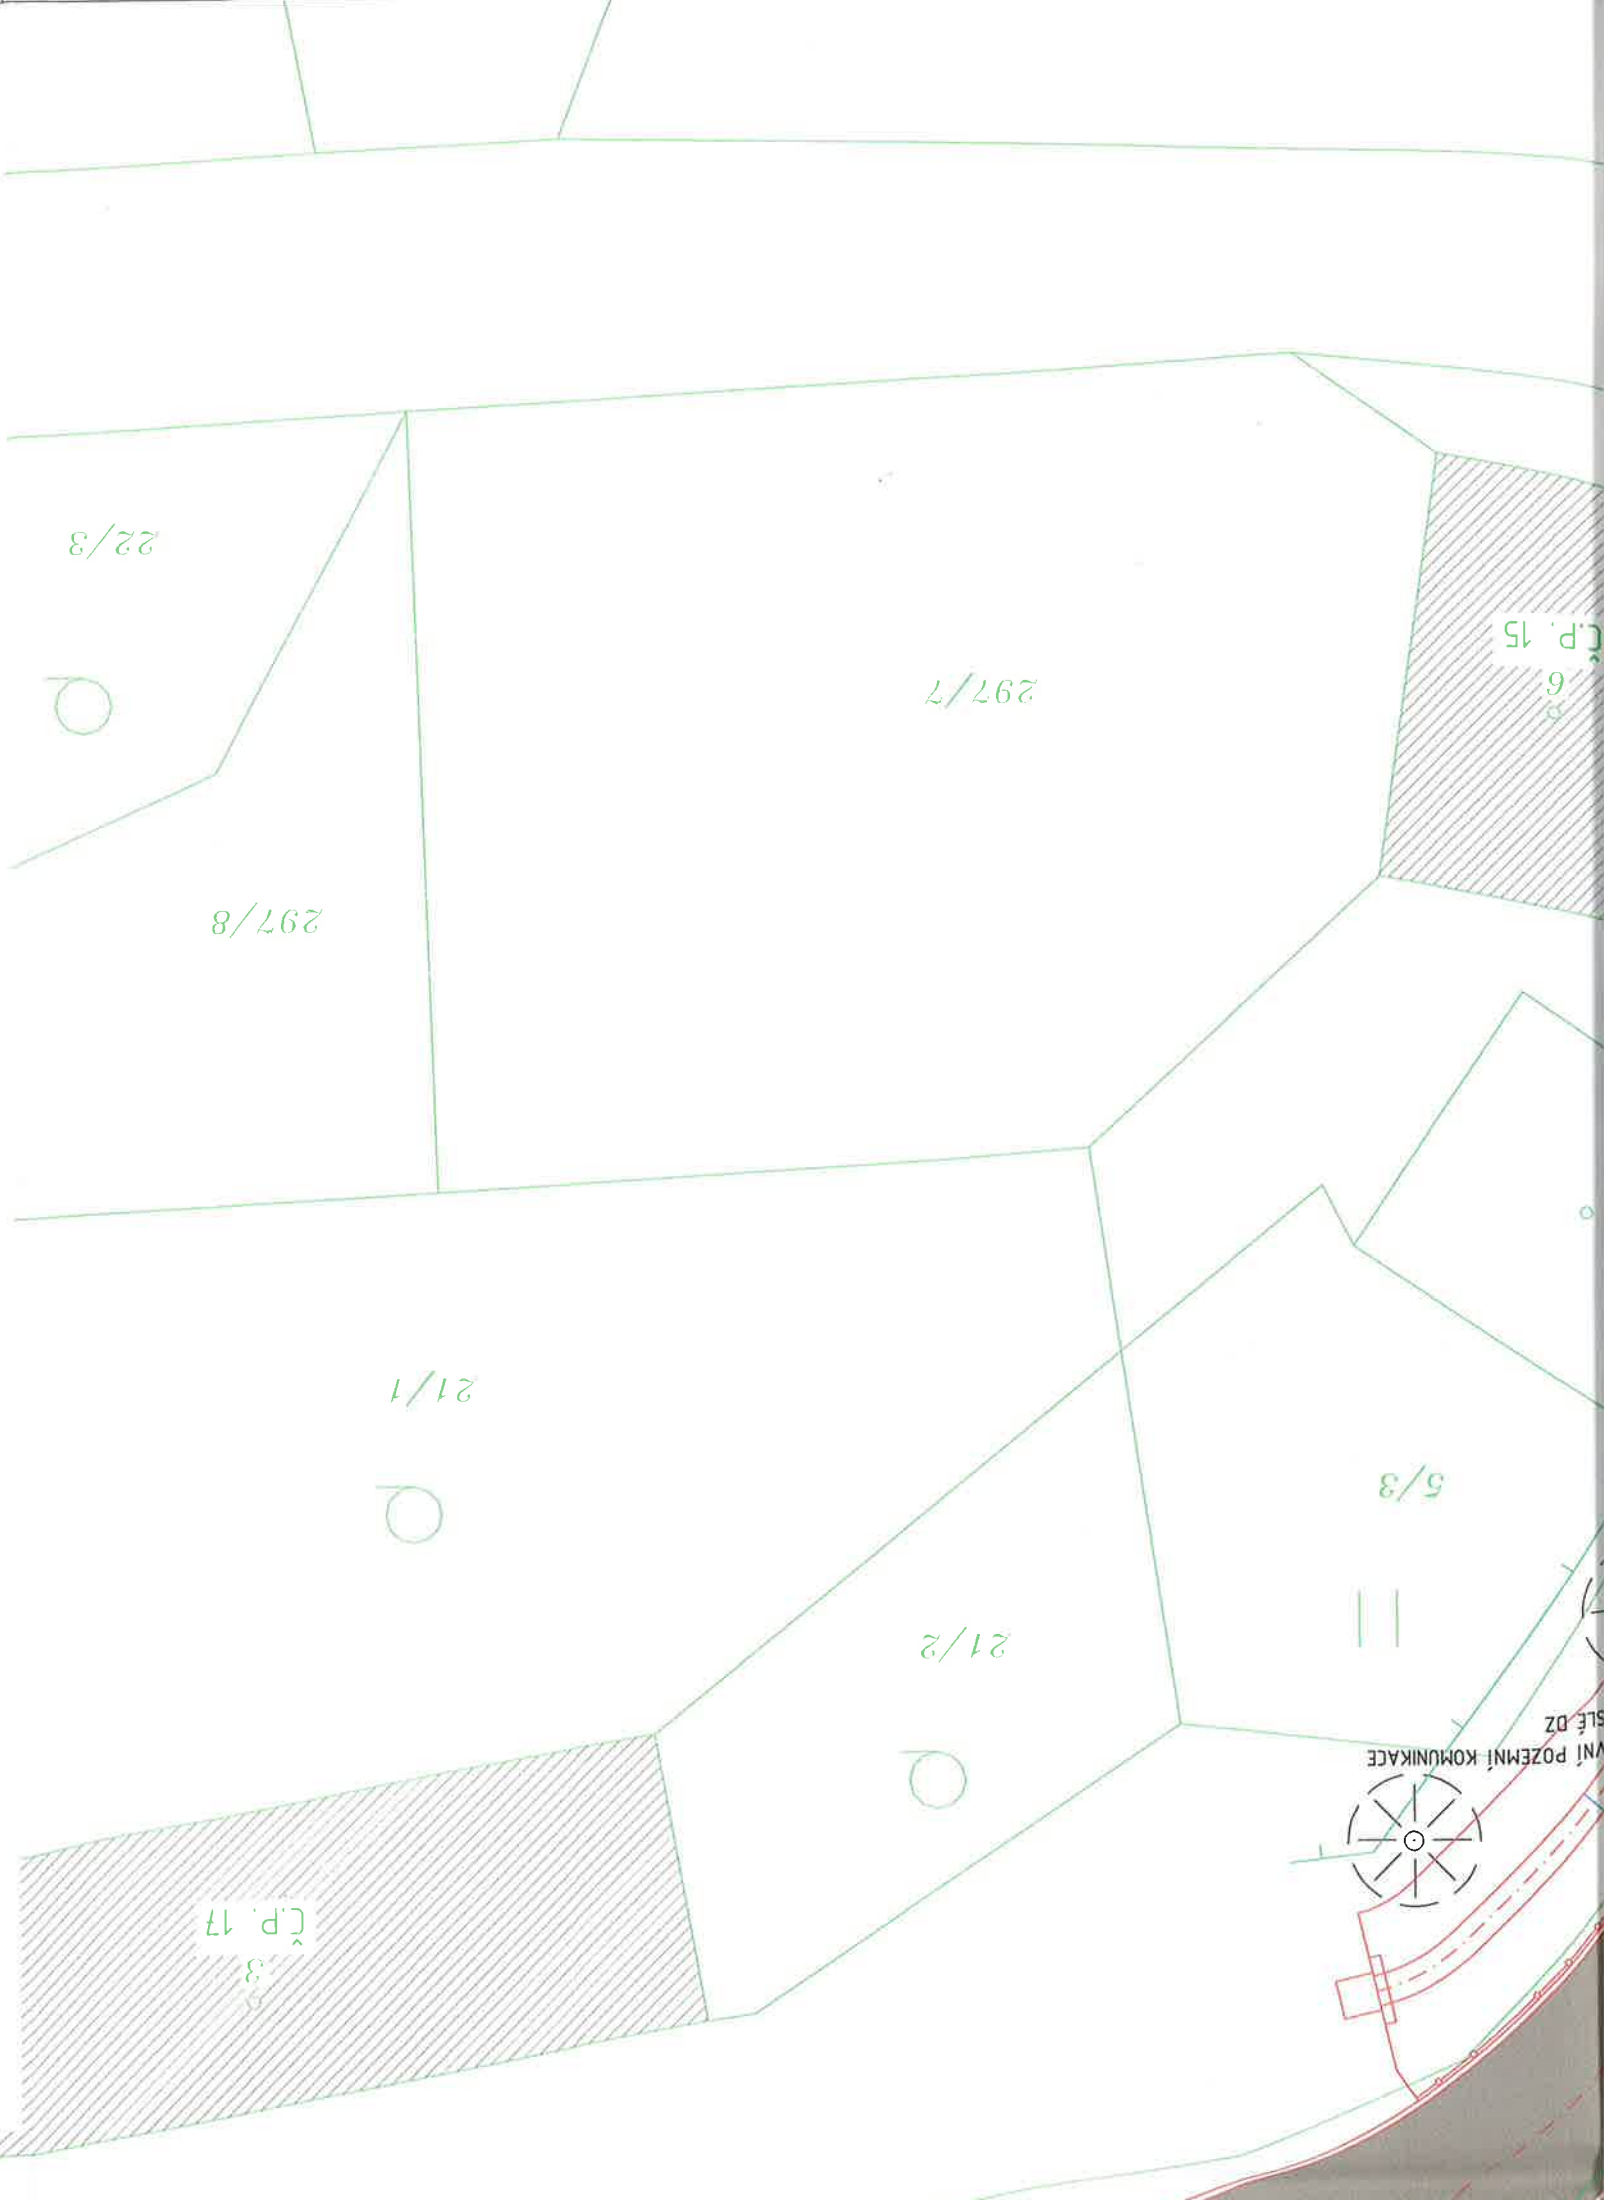 3
Č.P. 17
VNÍ POZEMNÍ KOMUNIKACE
SLÉ DZ
21/2
5/3
21/1
297/8
6
Č.P. 15
297/7
22/3